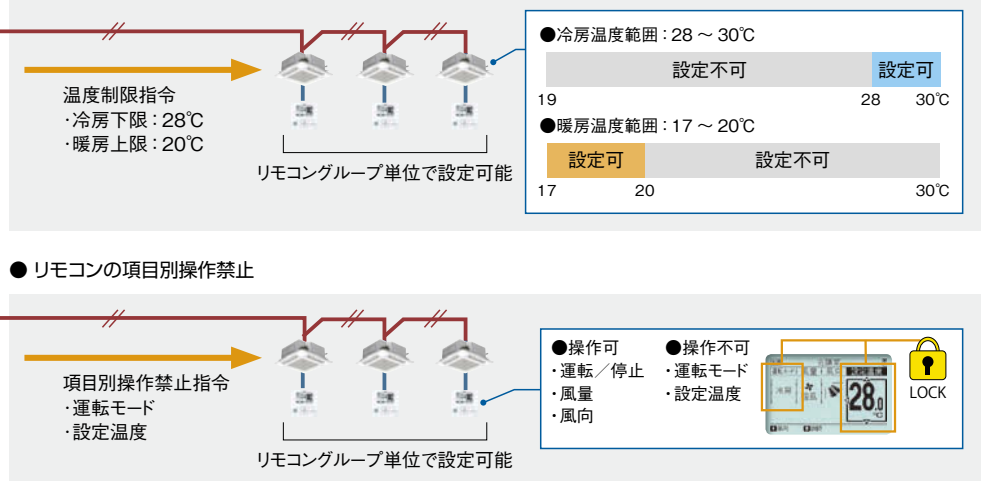 温度制限指令
・冷房下限：28℃
・暖房上限：20℃
リモコングループ単位で設定可能
●冷房温度範囲：28～30℃
設定不可 設定可
19 28 30℃
●暖房温度範囲：17～20℃
設定可 設定不可
17 20 30℃
● リモコンの項目別操作禁止
項目別操作禁止指令
・運転モード
・設定温度
リモコングループ単位で設定可能
●操作可
・運転／停止
・風量
・風向
●操作不可
・運転モード
・設定温度
冷房
28.0
℃
LOCK